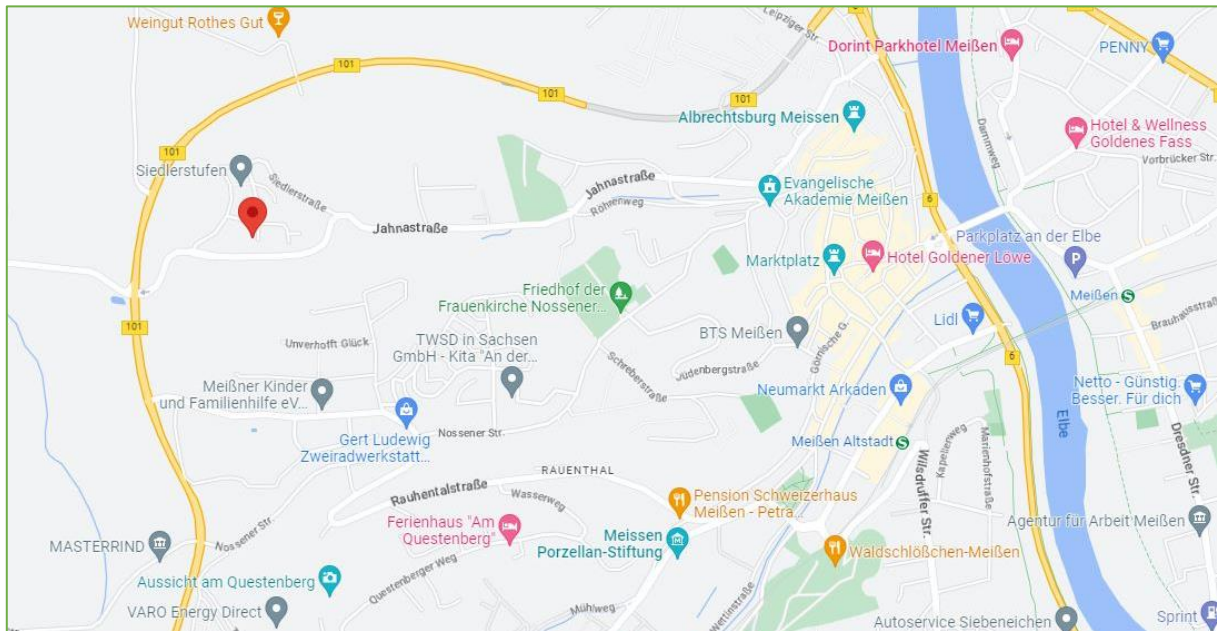 Weingut Rothes Gut
101
101
101
101
101
Leipziger Str.
Dorint Parkhotel Meißen
PENNY
Albrechtsburg Meissen
Dammweg
Hotel & Wellness
Goldenes Fass
Vorbrücker Str.
Siedlerstufen
Siedlerstraße
Jahnastraße
Jahnastraße
Röhrenweg
Evangelische
Akademie Meißen
6
Parkplatz an der Elbe
Marktplatz
Hotel Goldener Löwe
Meißen
Friedhof der
Frauenkirche Nossener...
Lidl
Brauhausstraße
BTS Meißen
Görnische G.
6
Unverhofft Glück
TWSD in Sachsen
GmbH - Kita "An der...
Schreberstraße
Jüdenbergstraße
Neumarkt Arkaden
Netto - Günstig.
Besser. Für dich
Elbe
Meißner Kinder
und Familienhilfe eV...
Gert Ludewig
Zweiradwerkstatt...
Nossener Str.
Meißen Altstadt
Kapellenweg
Marienhofstraße
Dresdner Str.
Wilsdruffer Str.
RAUENTHAL
Rauhentalstraße
Wasserweg
Pension Schweizerhaus
Meißen - Petra...
Ferienhaus "Am
Questenberg"
Meissen
Porzellan-Stiftung
Waldschlößchen-Meißen
Agentur für Arbeit Meißen
MASTERRIND
Nossener Str.
Aussicht am Questenberg
Questenberger Weg
VARO Energy Direct
Mühlweg
Wettinstraße
Autoservice Siebeneichen
Sprint